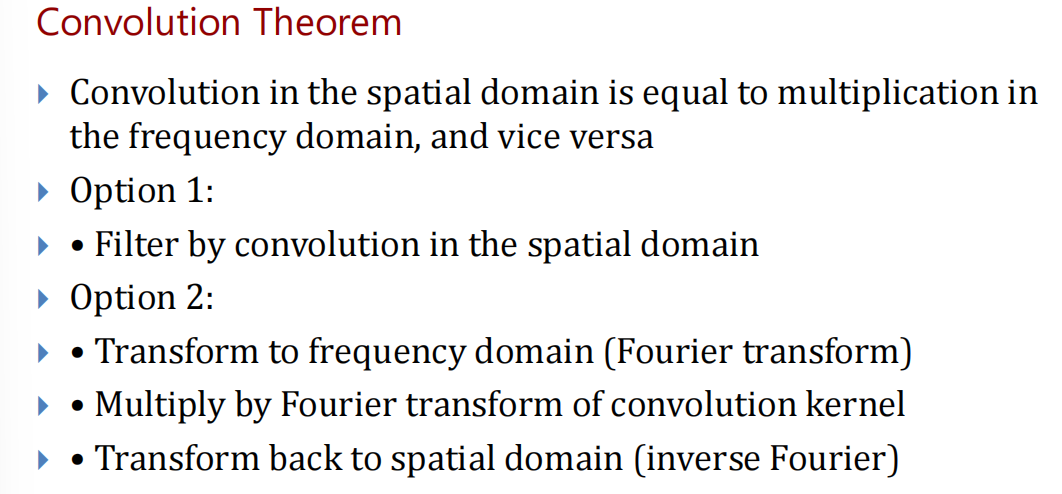 Convolution Theorem
Convolution in the spatial domain is equal to multiplication in
the frequency domain, and vice versa
Option 1:
• Filter by convolution in the spatial domain
Option 2:
• Transform to frequency domain (Fourier transform)
• Multiply by Fourier transform of convolution kernel
• Transform back to spatial domain (inverse Fourier)